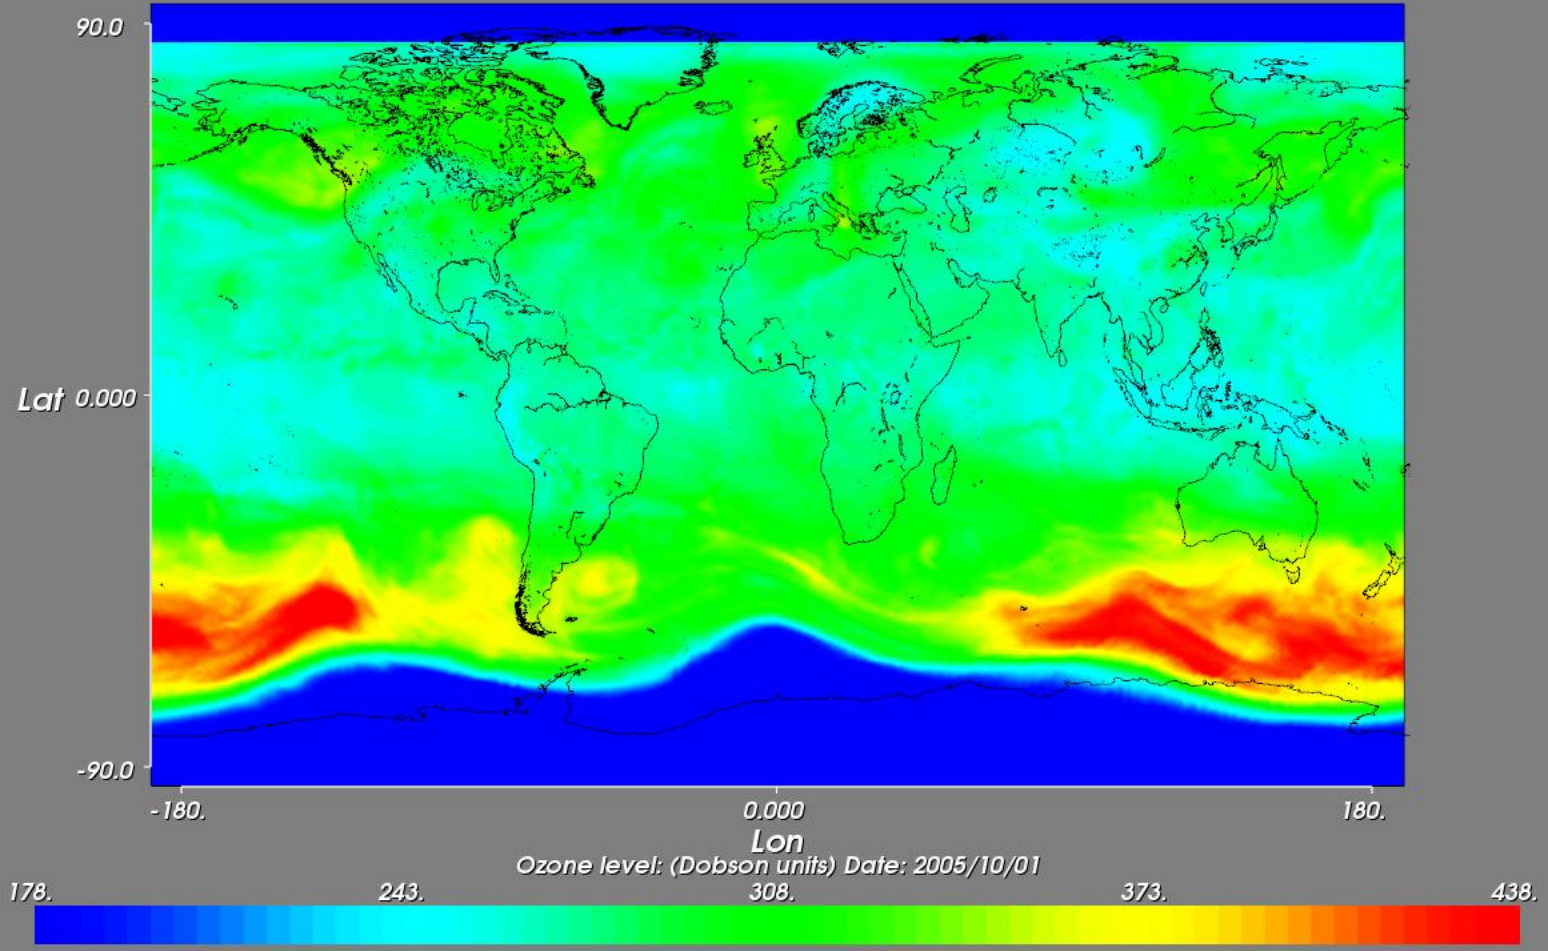 90.0
Lat 0.000
-90.0
-180. 0.000 180.
Lon
Ozone level: (Dobson units) Date: 2005/10/01
178. 243. 308. 373. 438.